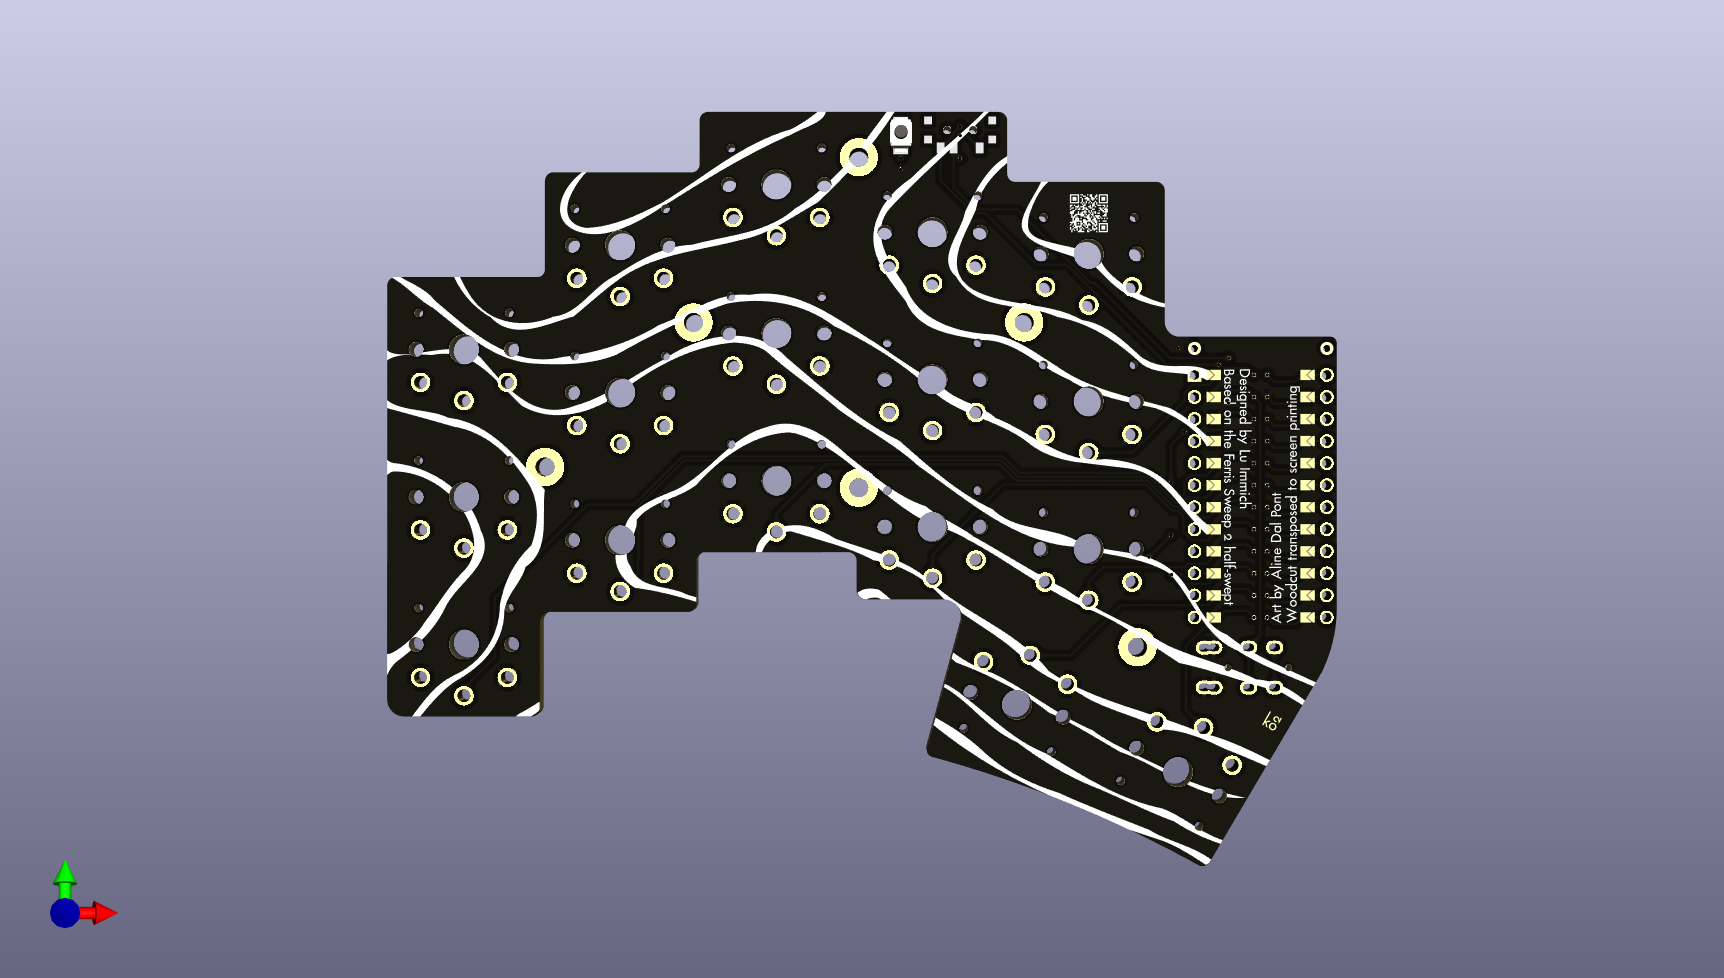 Designed by Lu Immich
Based on the Ferris Sweep 2 half-swept
Art by Aline Dal Pont
Woodcut transposed to screen printing